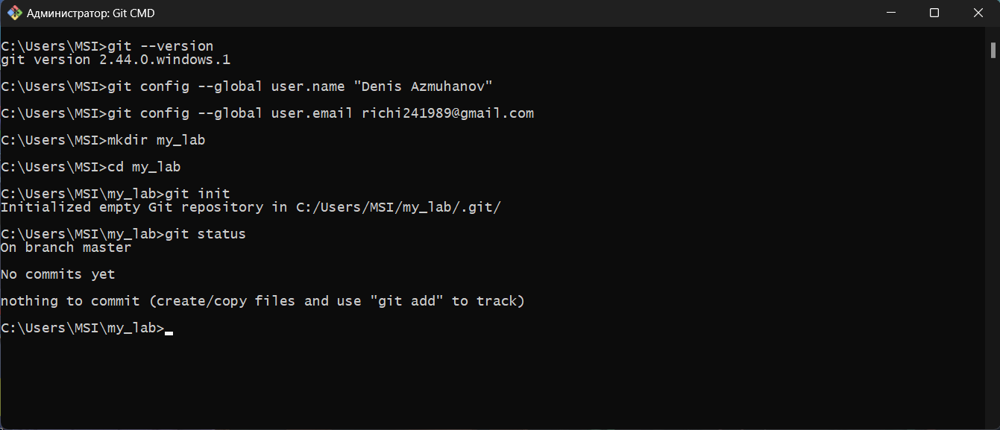 Администратор: Git CMD
C:\Users\MSI>git --version
git version 2.44.0.windows.1
C:\Users\MSI>git config --global user.name "Denis Azmuhanov"
C:\Users\MSI>git config --global user.email richi241989@gmail.com
C:\Users\MSI>mkdir my_lab
C:\Users\MSI>cd my_lab
C:\Users\MSI\my_lab>git init
Initialized empty Git repository in C:/Users/MSI/my_lab/.git/
C:\Users\MSI\my_lab>git status
On branch master
No commits yet
nothing to commit (create/copy files and use "git add" to track)
C:\Users\MSI\my_lab>